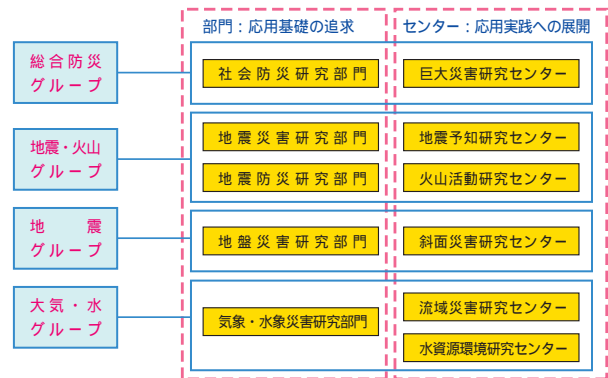 部門：応用基礎の追求
センター：応用実践への展開
総合防災
グループ
社会防災研究部門
巨大災害研究センター
地震・火山
グループ
地震災害研究部門
地震予知研究センター
地震防災研究部門
火山活動研究センター
地　震
グループ
地盤災害研究部門
斜面災害研究センター
大気・水
グループ
気象・水象災害研究部門
流域災害研究センター
水資源環境研究センター